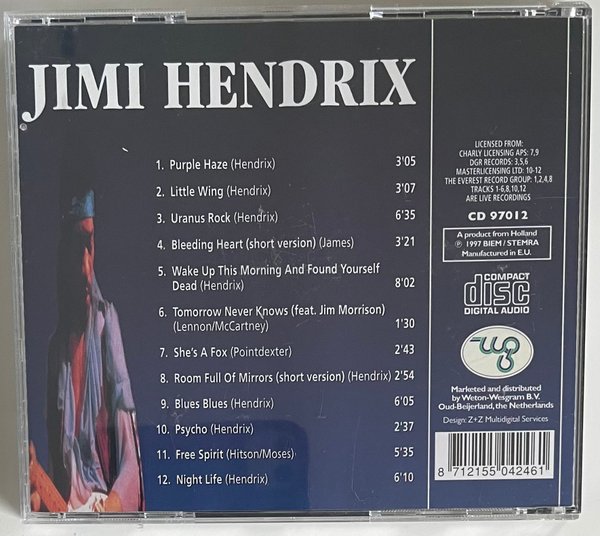 JIMI HENDRIX
1. Purple Haze (Hendrix) 3'05
2. Little Wing (Hendrix) 3'07
3. Uranus Rock (Hendrix) 6'35
4. Bleeding Heart (short version) (James) 3'21
5. Wake Up This Morning And Found Yourself
Dead (Hendrix) 8'02
6. Tomorrow Never Knows (feat. Jim Morrison)
(Lennon/McCartney) 1'30
7. She's A Fox (Pointdexter) 2'43
8. Room Full Of Mirrors (short version) (Hendrix) 2'54
9. Blues Blues (Hendrix) 6'05
10. Psycho (Hendrix) 2'37
11. Free Spirit (Hitson/Moses) 5'35
12. Night Life (Hendrix) 6'10
LICENSED FROM:
CHARLY LICENSING APS: 7,9
DGR RECORDS: 3,5,6
MASTERLICENSING LTD: 10-12
THE EVEREST RECORD GROUP: 1,2,4,8
TRACKS 1-6,8,10,12
ARE LIVE RECORDINGS
CD 97012
A product from Holland
℗ 1997 BIEM / STEMRA
Manufactured in E.U.
COMPACT
disc
DIGITAL AUDIO
wg
Marketed and distributed
by Weton-Wesgram B.V.
Oud-Beijerland, the Netherlands
Design: Z+Z Multidigital Services
8 712155 042461